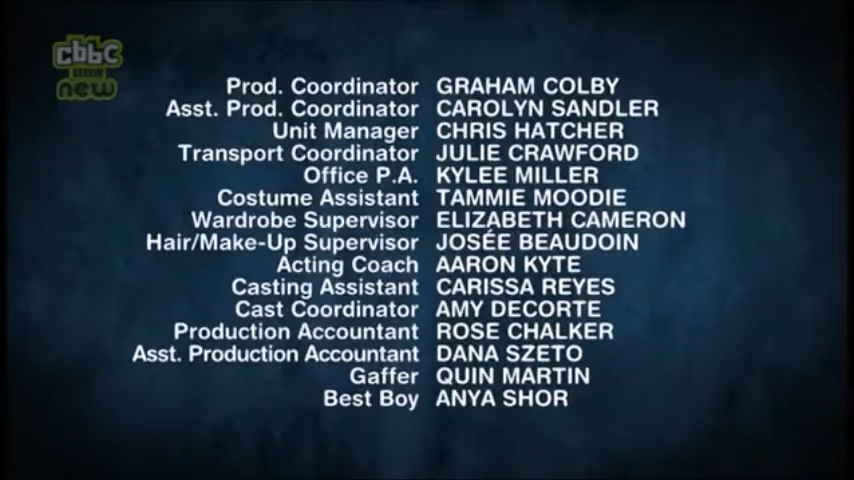 cbbc
new
Prod. Coordinator GRAHAM COLBY
Asst. Prod. Coordinator CAROLYN SANDLER
Unit Manager CHRIS HATCHER
Transport Coordinator JULIE CRAWFORD
Office P.A. KYLEE MILLER
Costume Assistant TAMMIE MOODIE
Wardrobe Supervisor ELIZABETH CAMERON
Hair/Make-Up Supervisor JOSÉE BEAUDOIN
Acting Coach AARON KYTE
Casting Assistant CARISSA REYES
Cast Coordinator AMY DECORTE
Production Accountant ROSE CHALKER
Asst. Production Accountant DANA SZETO
Gaffer QUIN MARTIN
Best Boy ANYA SHOR